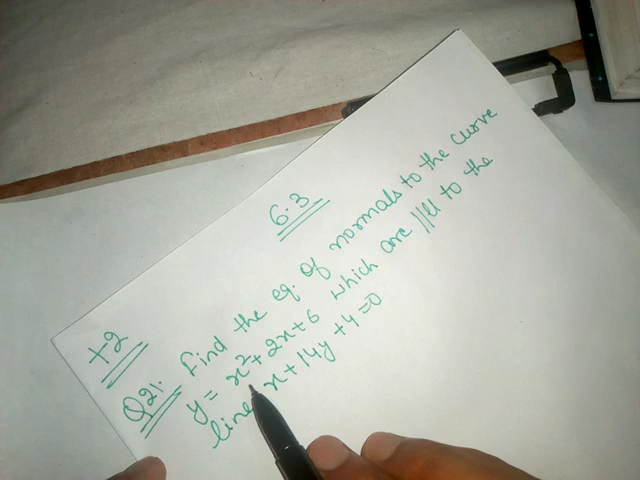 6.3
+2
Q21. Find the eq. of normals to the curve
y = x²+2x+6 which are //ll to the
line x+14y+4=0